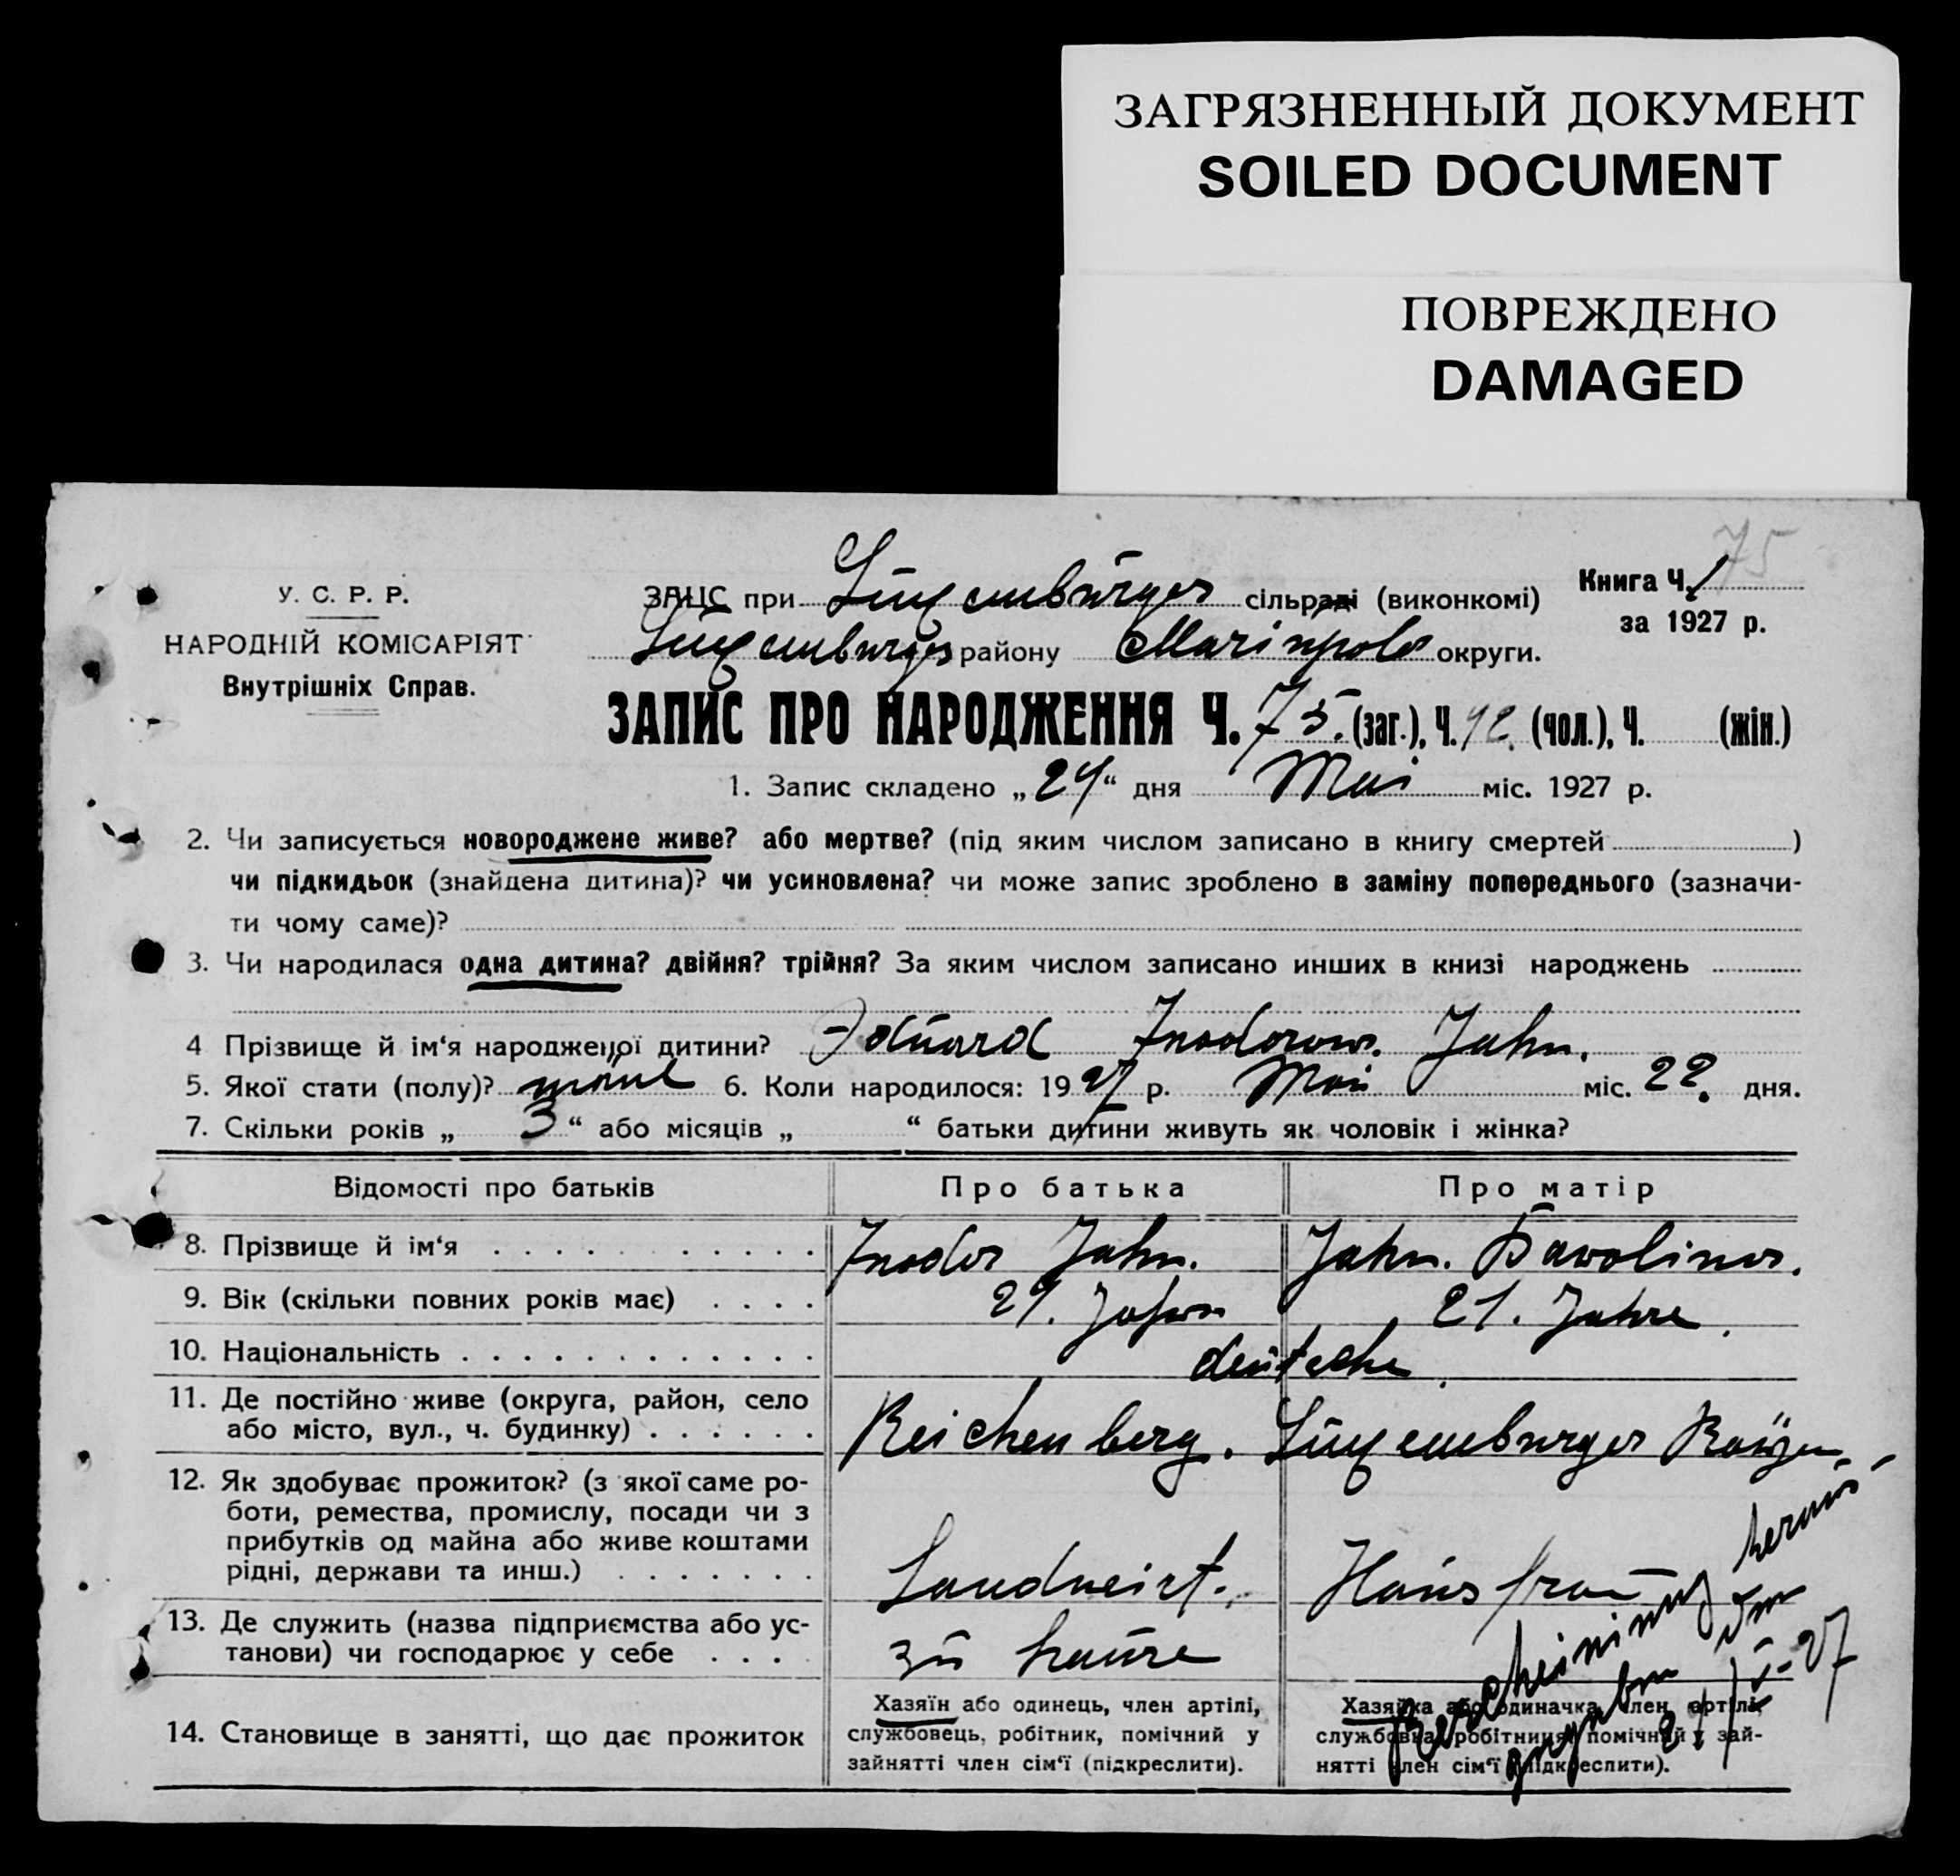 ЗАГРЯЗНЕННЫЙ ДОКУМЕНТ
SOILED DOCUMENT
ПОВРЕЖДЕНО
DAMAGED
75
У. С. Р. Р.
НАРОДНІЙ КОМІСАРІЯТ
Внутрішніх Справ.
ЗАЦС при Lüxembürger сільраді (виконкомі)
Книга Ч. 1
за 1927 р.
Lüxemburger району Mariupoler округи.
ЗАПИС ПРО НАРОДЖЕННЯ Ч. 75. (заг.), Ч. 42. (чол.), Ч. (жін.)
1. Запис складено „24“ дня Mai міс. 1927 р.
2. Чи записується новороджене живе? або мертве? (під яким числом записано в книгу смертей )
чи підкидьок (знайдена дитина)? чи усиновлена? чи може запис зроблено в заміну попереднього (зазначи-
ти чому саме)?
3. Чи народилася одна дитина? двійня? трійня? За яким числом записано инших в книзі народжень
4 Прізвище й ім‘я народженої дитини? Edüard Jahn.
5. Якої стати (полу)? mänl 6. Коли народилося: 1927 р. Mai міс. 22. дня.
7. Скільки років „ 3 “ або місяців „ “ батьки дитини живуть як чоловік і жінка?
Відомості про батьків Про батька Про матір
8. Прізвище й ім‘я Jahn. Jahn. Karolina.
9. Вік (скільки повних років має) 29. Jahre 21. Jahre.
10. Національність deütsche.
11. Де постійно живе (округа, район, село
або місто, вул., ч. будинку) Reichenberg. Lüxemburger Rayon.
12. Як здобуває прожиток? (з якої саме ро-
боти, ремества, промислу, посади чи з
прибутків од майна або живе коштами
рідні, держави та инш.) Landwirt. Haüsfraü
13. Де служить (назва підприємства або ус-
танови) чи господарює у себе zü hause
14. Становище в занятті, що дає прожиток
Хазяїн або одинець, член артілі,
службовець, робітник, помічний у
зайнятті член сім‘ї (підкреслити).
Хазяйка або одиначка, член артілі,
службовка, робітниця, помічний у зай-
нятті член сім‘ї (підкреслити).